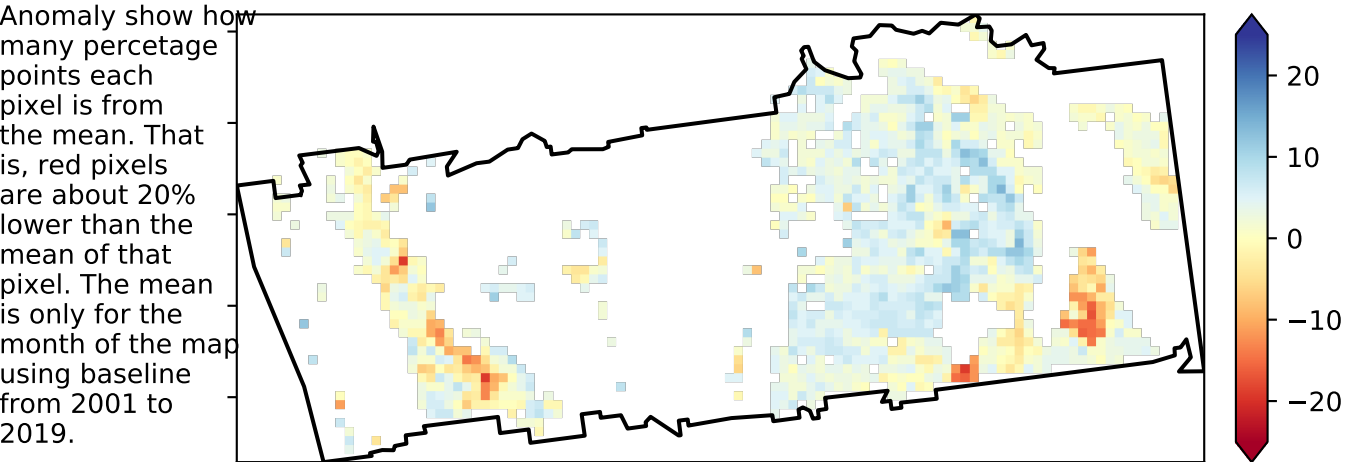 Anomaly show how
many percetage
points each
pixel is from
the mean. That
is, red pixels
are about 20%
lower than the
mean of that
pixel. The mean
is only for the
month of the map
using baseline
from 2001 to
2019.
20
10
0
−10
−20